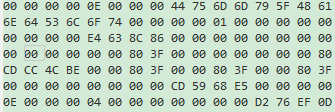 00 00 00 00 0E 00 00 00 44 75 6D 6D 79 5F 48 61
6E 64 53 6C 6F 74 00 00 00 00 01 00 00 00 00 00
00 00 00 00 E4 63 8C 86 00 00 00 00 00 00 00 00
00 00 00 00 00 00 80 3F 00 00 00 00 00 00 00 80
CD CC 4C BE 00 00 80 3F 00 00 80 3F 00 00 80 3F
00 00 00 00 00 00 00 00 CD 59 68 E5 00 00 00 00
0E 00 00 00 04 00 00 00 00 00 00 00 D2 76 EF 5C